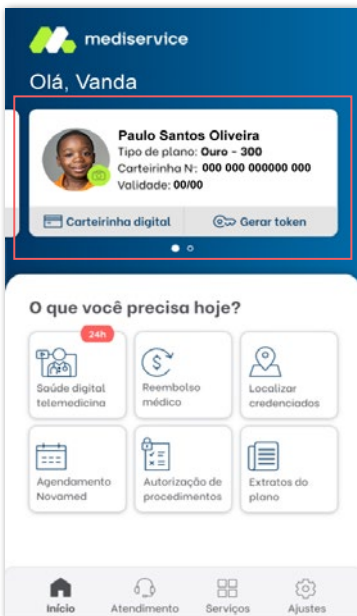 mediservice
Olá, Vanda
Paulo Santos Oliveira
Tipo de plano: Ouro - 300
Carteirinha Nº: 000 000 000000 000
Validade: 00/00
Carteirinha digital
Gerar token
O que você precisa hoje?
24h
Saúde digital
telemedicina
Reembolso
médico
Localizar
credenciados
Agendamento
Novamed
Autorização de
procedimentos
Extratos do
plano
Início
Atendimento
Serviços
Ajustes